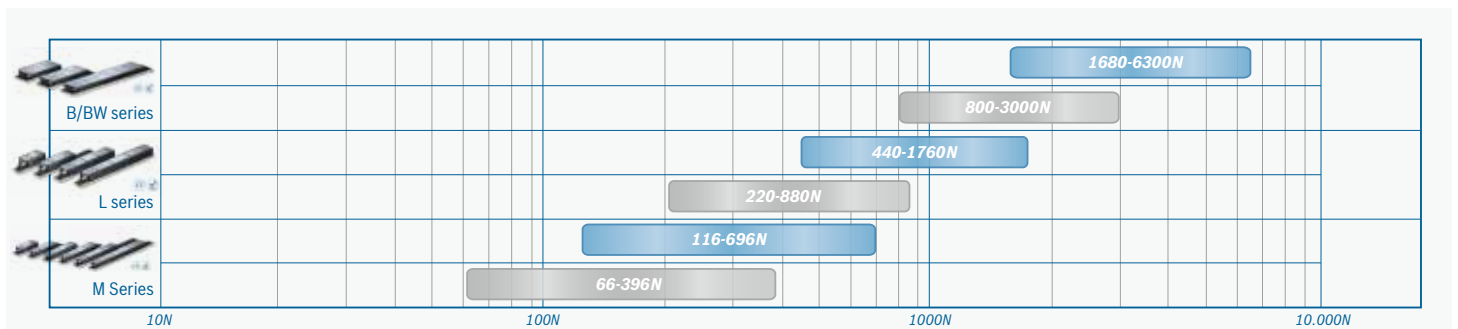 1680-6300N
B/BW series
800-3000N
440-1760N
L series
220-880N
116-696N
M Series
66-396N
10N
100N
1000N
10.000N